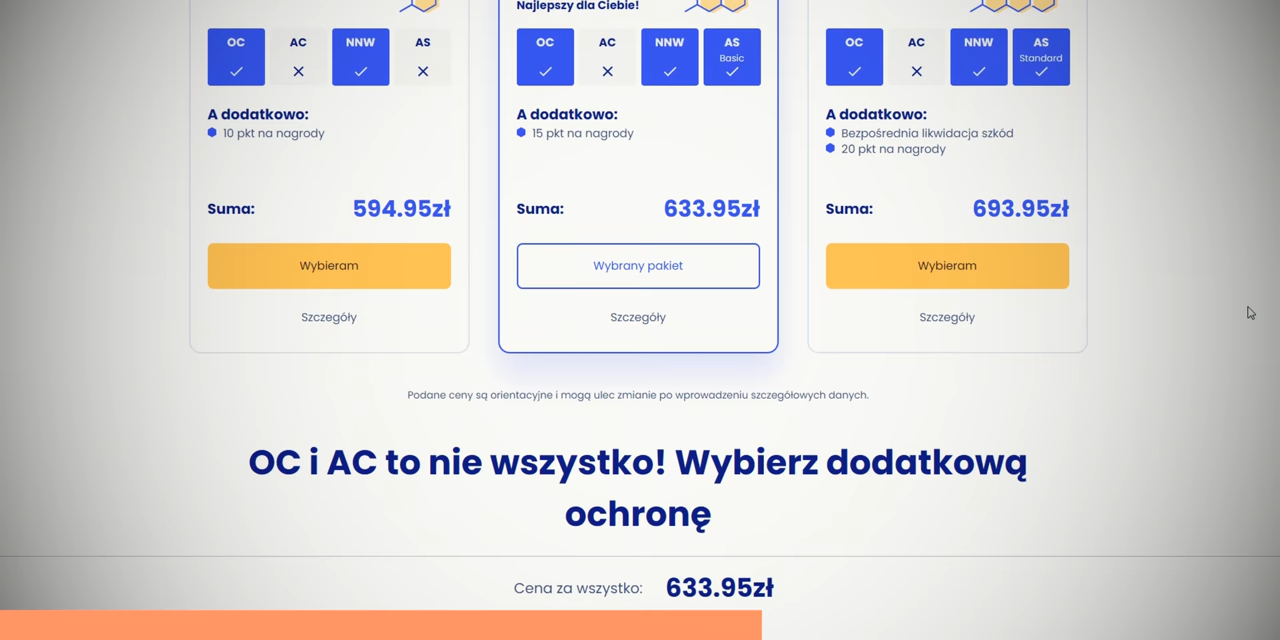 Najlepszy dla Ciebie!
OC AC NNW AS
OC AC NNW AS
Basic
OC AC NNW AS
Standard
A dodatkowo:
10 pkt na nagrody
Suma: 594.95zł
Wybieram
Szczegóły
A dodatkowo:
15 pkt na nagrody
Suma: 633.95zł
Wybrany pakiet
Szczegóły
A dodatkowo:
Bezpośrednia likwidacja szkód
20 pkt na nagrody
Suma: 693.95zł
Wybieram
Szczegóły
Podane ceny są orientacyjne i mogą ulec zmianie po wprowadzeniu szczegółowych danych.
OC i AC to nie wszystko! Wybierz dodatkową
ochronę
Cena za wszystko: 633.95zł